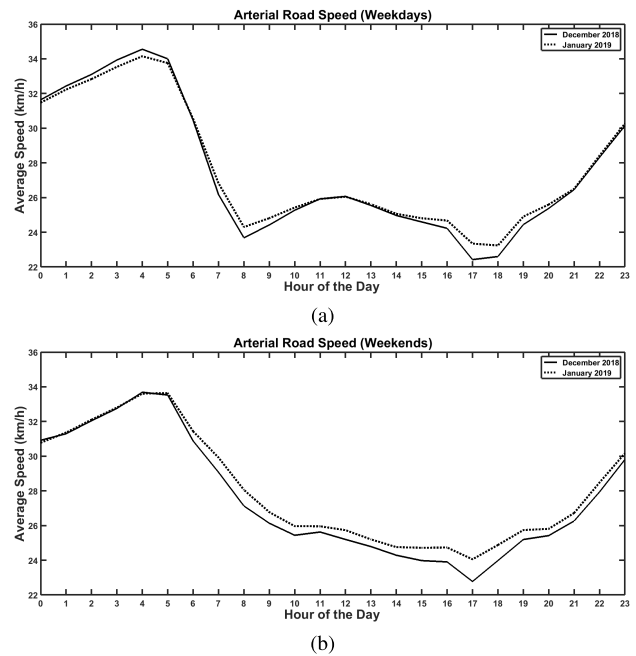 Arterial Road Speed (Weekdays)
36
34
32
30
28
26
24
22
Average Speed (km/h)
December 2018
January 2019
0 1 2 3 4 5 6 7 8 9 10 11 12 13 14 15 16 17 18 19 20 21 22 23
Hour of the Day
(a)
Arterial Road Speed (Weekends)
36
34
32
30
28
26
24
22
Average Speed (km/h)
December 2018
January 2019
0 1 2 3 4 5 6 7 8 9 10 11 12 13 14 15 16 17 18 19 20 21 22 23
Hour of the Day
(b)